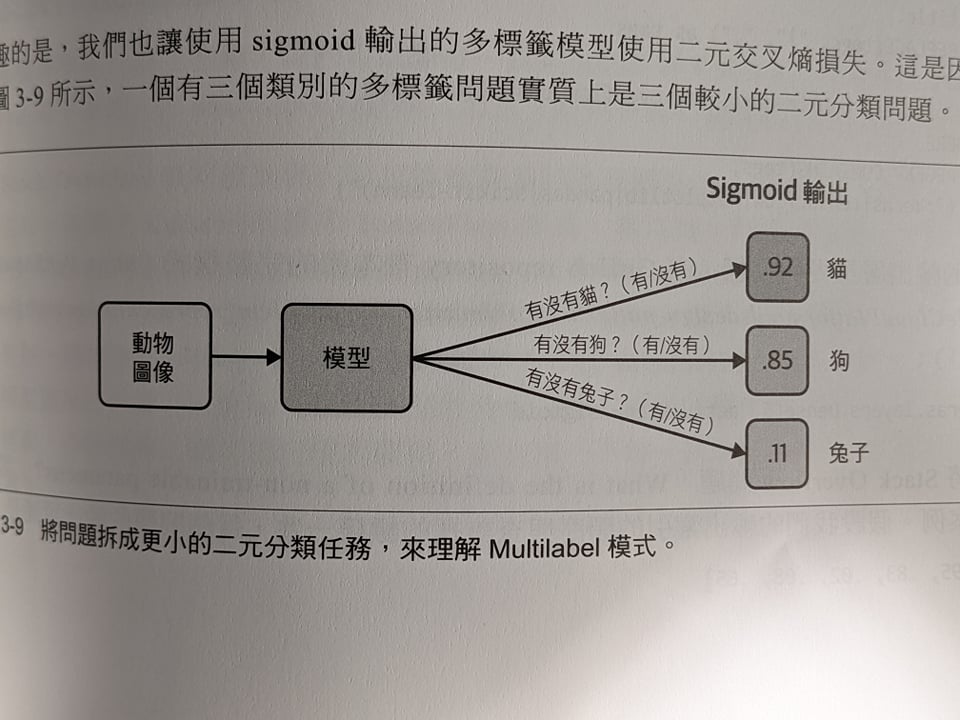 趣的是，我們也讓使用 sigmoid 輸出的多標籤模型使用二元交叉熵損失。這是因
圖 3-9 所示，一個有三個類別的多標籤問題實質上是三個較小的二元分類問題。
Sigmoid 輸出
動物
圖像
模型
有沒有貓？（有/沒有）
.92 貓
有沒有狗？（有/沒有）
.85 狗
有沒有兔子？（有/沒有）
.11 兔子
3-9 將問題拆成更小的二元分類任務，來理解 Multilabel 模式。